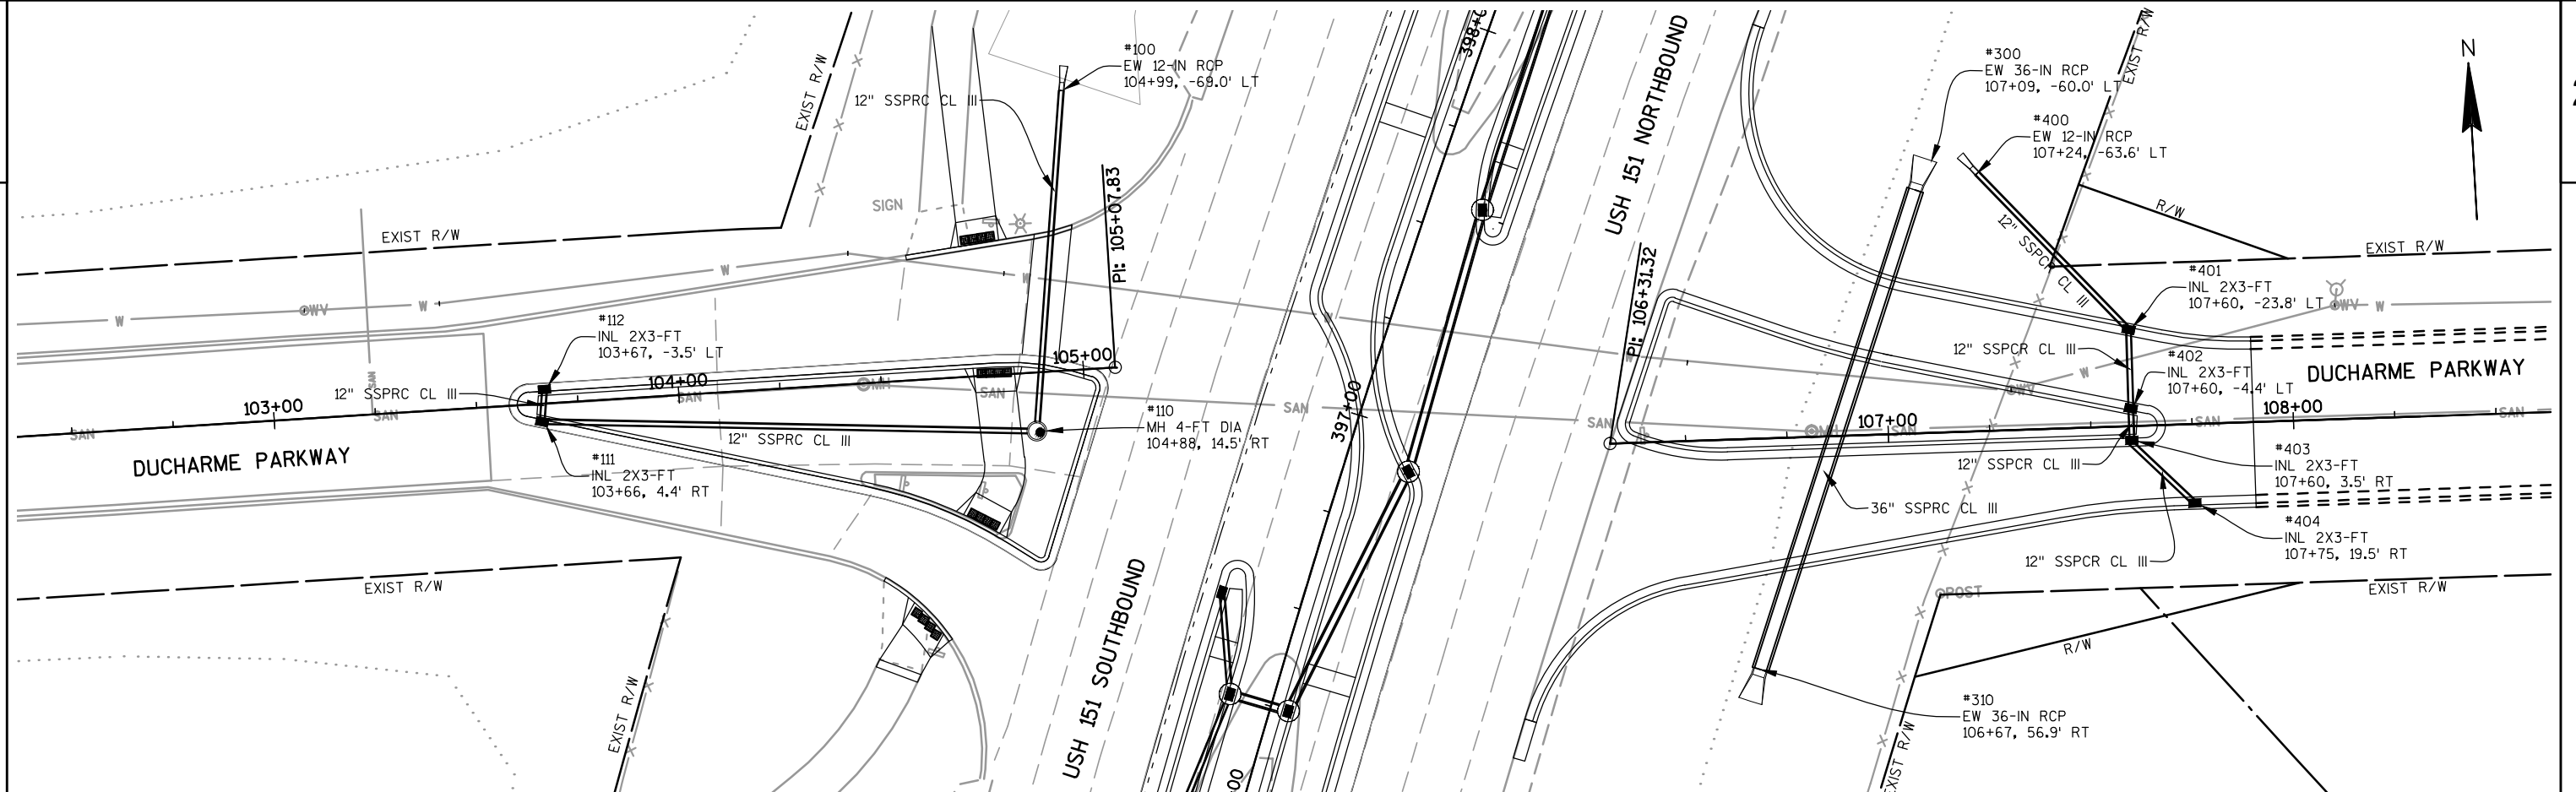 #100
EW 12-IN RCP
104+99, -69.0' LT
12" SSPRC CL III
EXIST R/W
EXIST R/W
SIGN
PI: 105+07.83
W
W
W
W
WV
W
W
#112
INL 2X3-FT
103+67, -3.5' LT
12" SSPRC CL III
103+00
104+00
105+00
SAN
SAN
SAN
SAN
MH
SAN
SAN
SAN
#110
MH 4-FT DIA
104+88, 14.5' RT
12" SSPRC CL III
DUCHARME PARKWAY
#111
INL 2X3-FT
103+66, 4.4' RT
EXIST R/W
EXIST R/W
USH 151 SOUTHBOUND
397+00
USH 151 NORTHBOUND
PI: 106+31.32
#300
EW 36-IN RCP
107+09, -60.0' LT
#400
EW 12-IN RCP
107+24, -63.6' LT
EXIST R/W
N
R/W
EXIST R/W
12" SSPCR CL III
#401
INL 2X3-FT
107+60, -23.8' LT
WV
W
W
12" SSPCR CL III
#402
INL 2X3-FT
107+60, -4.4' LT
WV
DUCHARME PARKWAY
107+00
108+00
MH
SAN
SAN
SAN
12" SSPCR CL III
#403
INL 2X3-FT
107+60, 3.5' RT
36" SSPRC CL III
#404
INL 2X3-FT
107+75, 19.5' RT
12" SSPCR CL III
POST
EXIST R/W
R/W
#310
EW 36-IN RCP
106+67, 56.9' RT
EXIST R/W